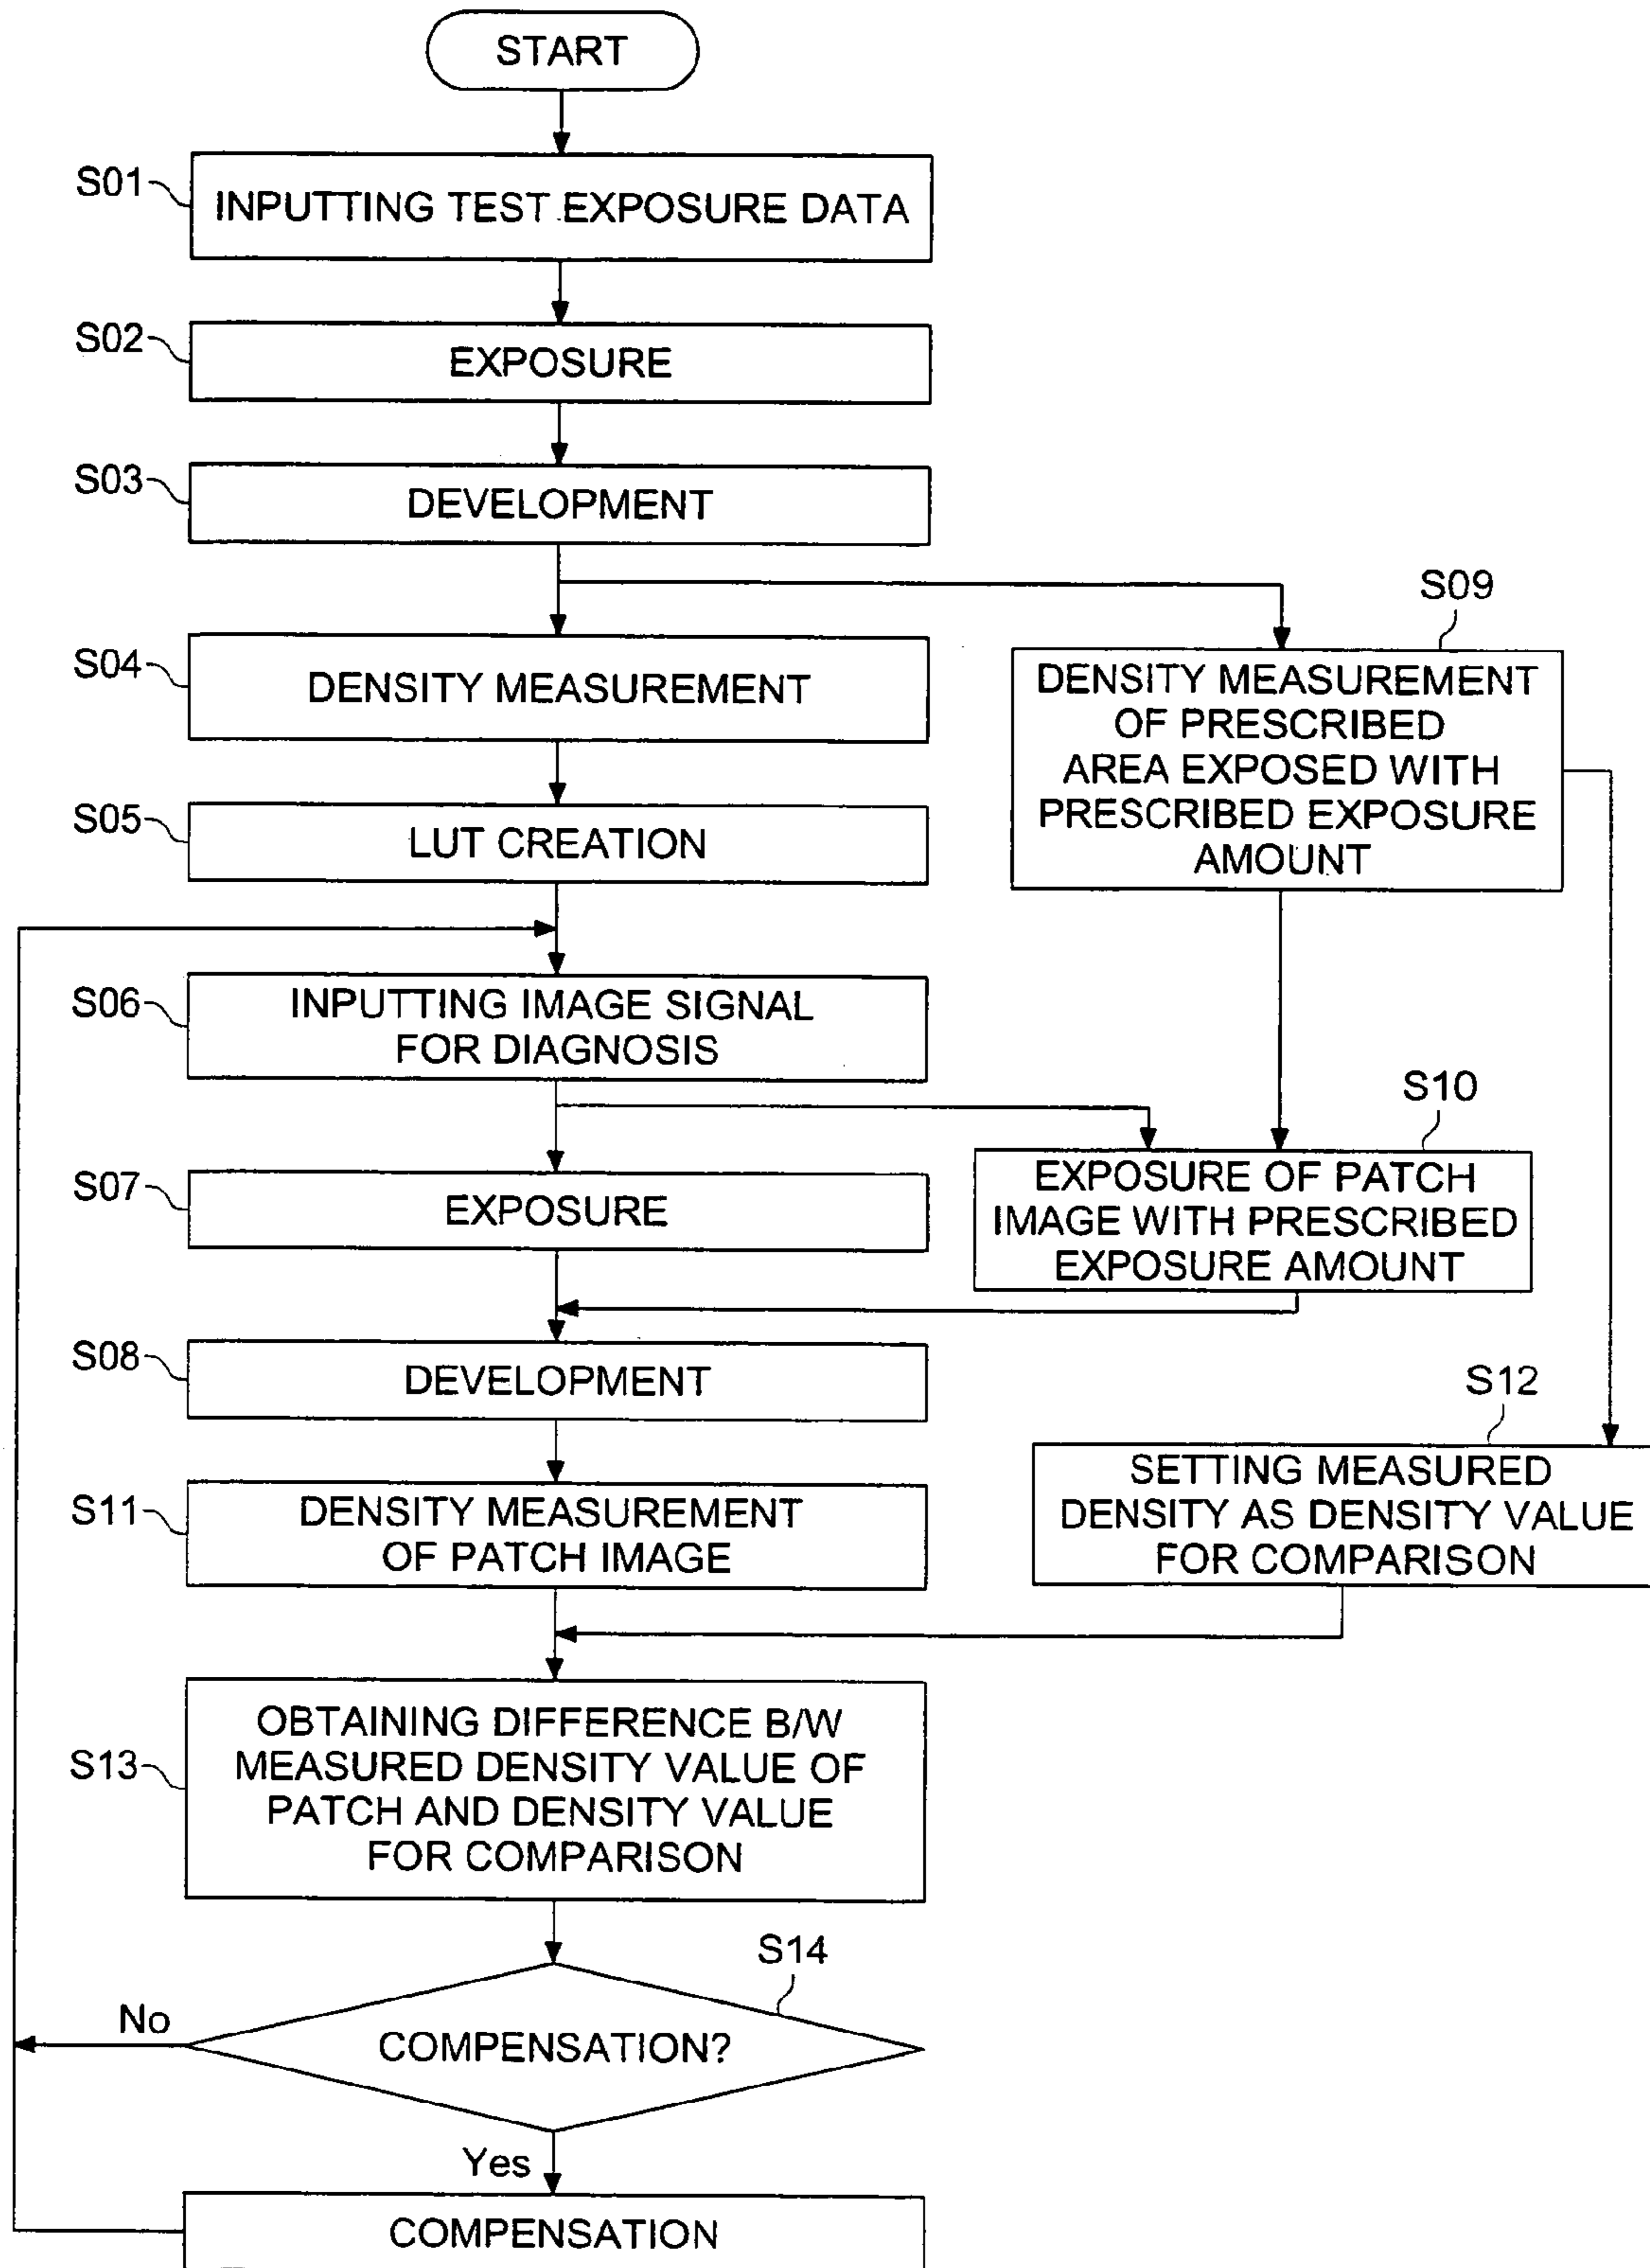 START
S01
INPUTTING TEST EXPOSURE DATA
S02
EXPOSURE
S03
DEVELOPMENT
S04
DENSITY MEASUREMENT
S09
DENSITY MEASUREMENT
OF PRESCRIBED
AREA EXPOSED WITH
PRESCRIBED EXPOSURE
AMOUNT
S05
LUT CREATION
S06
INPUTTING IMAGE SIGNAL
FOR DIAGNOSIS
S07
EXPOSURE
S10
EXPOSURE OF PATCH
IMAGE WITH PRESCRIBED
EXPOSURE AMOUNT
S08
DEVELOPMENT
S11
DENSITY MEASUREMENT
OF PATCH IMAGE
S12
SETTING MEASURED
DENSITY AS DENSITY VALUE
FOR COMPARISON
S13
OBTAINING DIFFERENCE B/W
MEASURED DENSITY VALUE OF
PATCH AND DENSITY VALUE
FOR COMPARISON
S14
COMPENSATION?
No
Yes
COMPENSATION